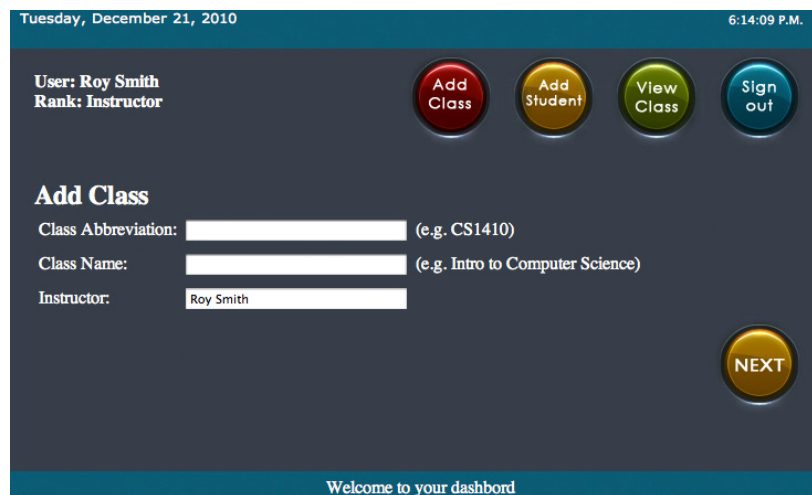 Tuesday, December 21, 2010
6:14:09 P.M.
User: Roy Smith
Rank: Instructor
Add
Class
Add
Student
View
Class
Sign
out
Add Class
Class Abbreviation:
(e.g. CS1410)
Class Name:
(e.g. Intro to Computer Science)
Instructor:
Roy Smith
NEXT
Welcome to your dashbord